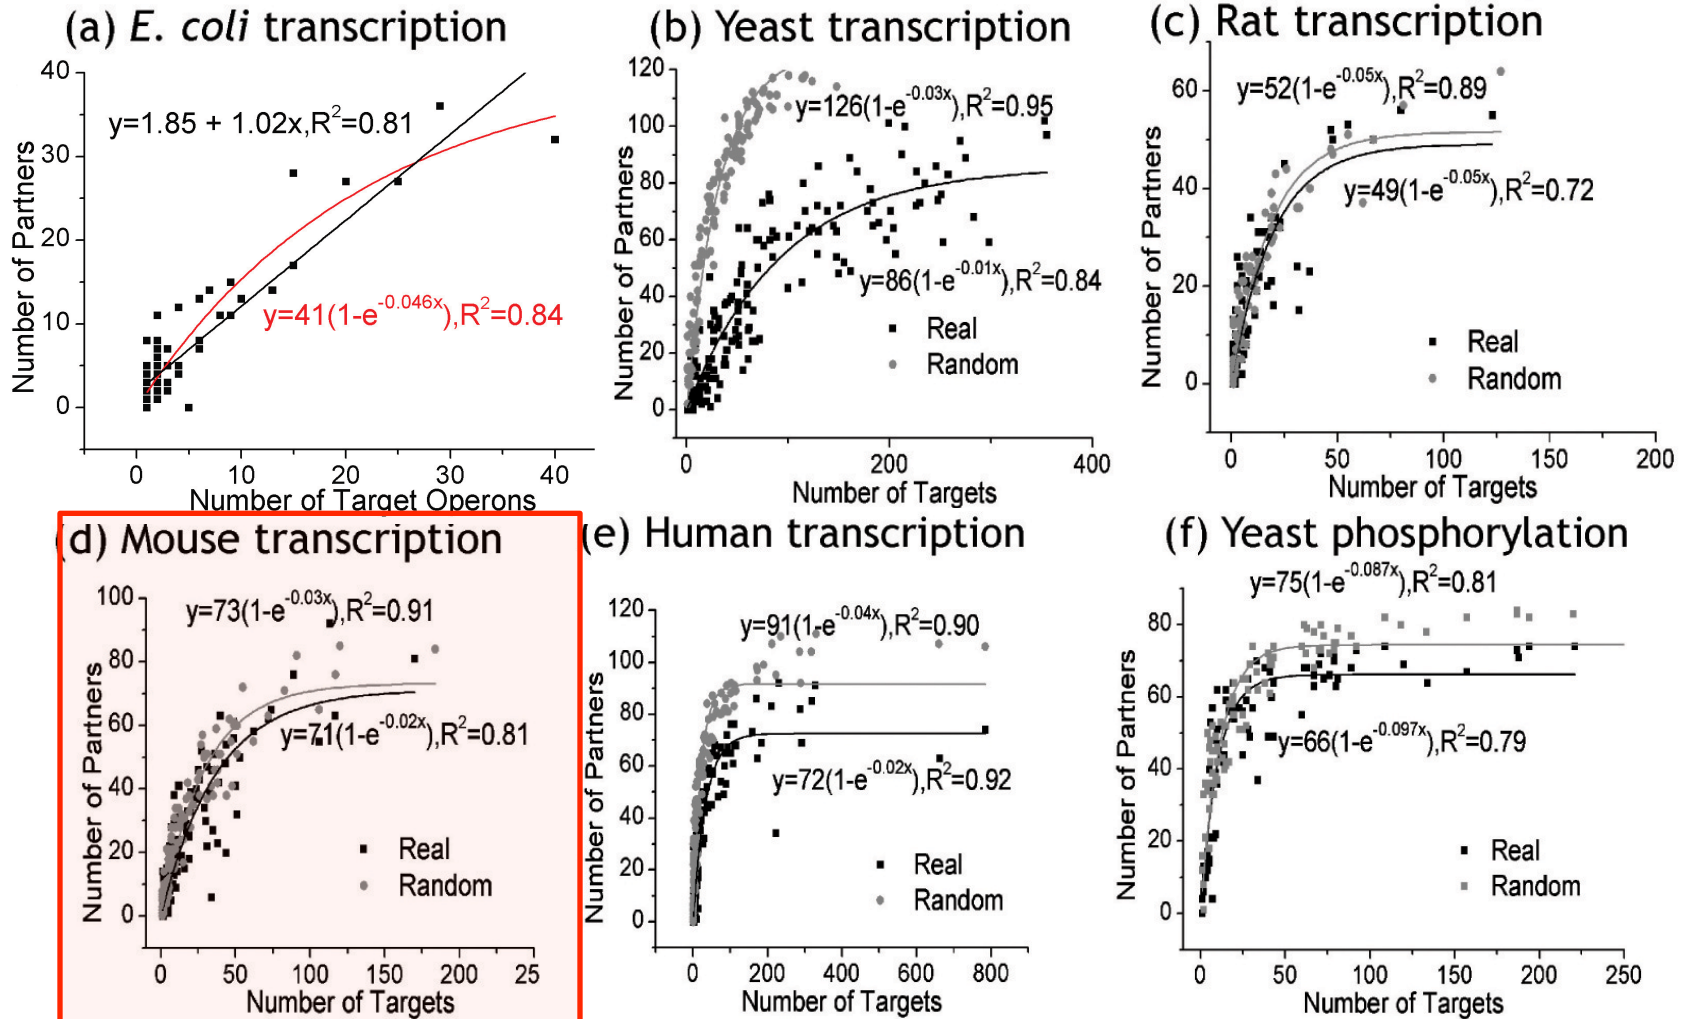 (a) E. coli transcription
40
30
20
10
0
Number of Partners
y=1.85 + 1.02x,R²=0.81
y=41(1-e^-0.046x),R²=0.84
0 10 20 30 40
Number of Target Operons
(b) Yeast transcription
120
100
80
60
40
20
0
Number of Partners
y=126(1-e^-0.03x),R²=0.95
y=86(1-e^-0.01x),R²=0.84
Real
Random
0 200 400
Number of Targets
(c) Rat transcription
60
40
20
0
Number of Partners
y=52(1-e^-0.05x),R²=0.89
y=49(1-e^-0.05x),R²=0.72
Real
Random
0 50 100 150 200
Number of Targets
(d) Mouse transcription
100
80
60
40
20
0
Number of Partners
y=73(1-e^-0.03x),R²=0.91
y=71(1-e^-0.02x),R²=0.81
Real
Random
0 50 100 150 200 25
Number of Targets
(e) Human transcription
120
100
80
60
40
20
0
Number of Partners
y=91(1-e^-0.04x),R²=0.90
y=72(1-e^-0.02x),R²=0.92
Real
Random
0 200 400 600 800
Number of Targets
(f) Yeast phosphorylation
80
60
40
20
0
Number of Partners
y=75(1-e^-0.087x),R²=0.81
y=66(1-e^-0.097x),R²=0.79
Real
Random
0 50 100 150 200 250
Number of Targets